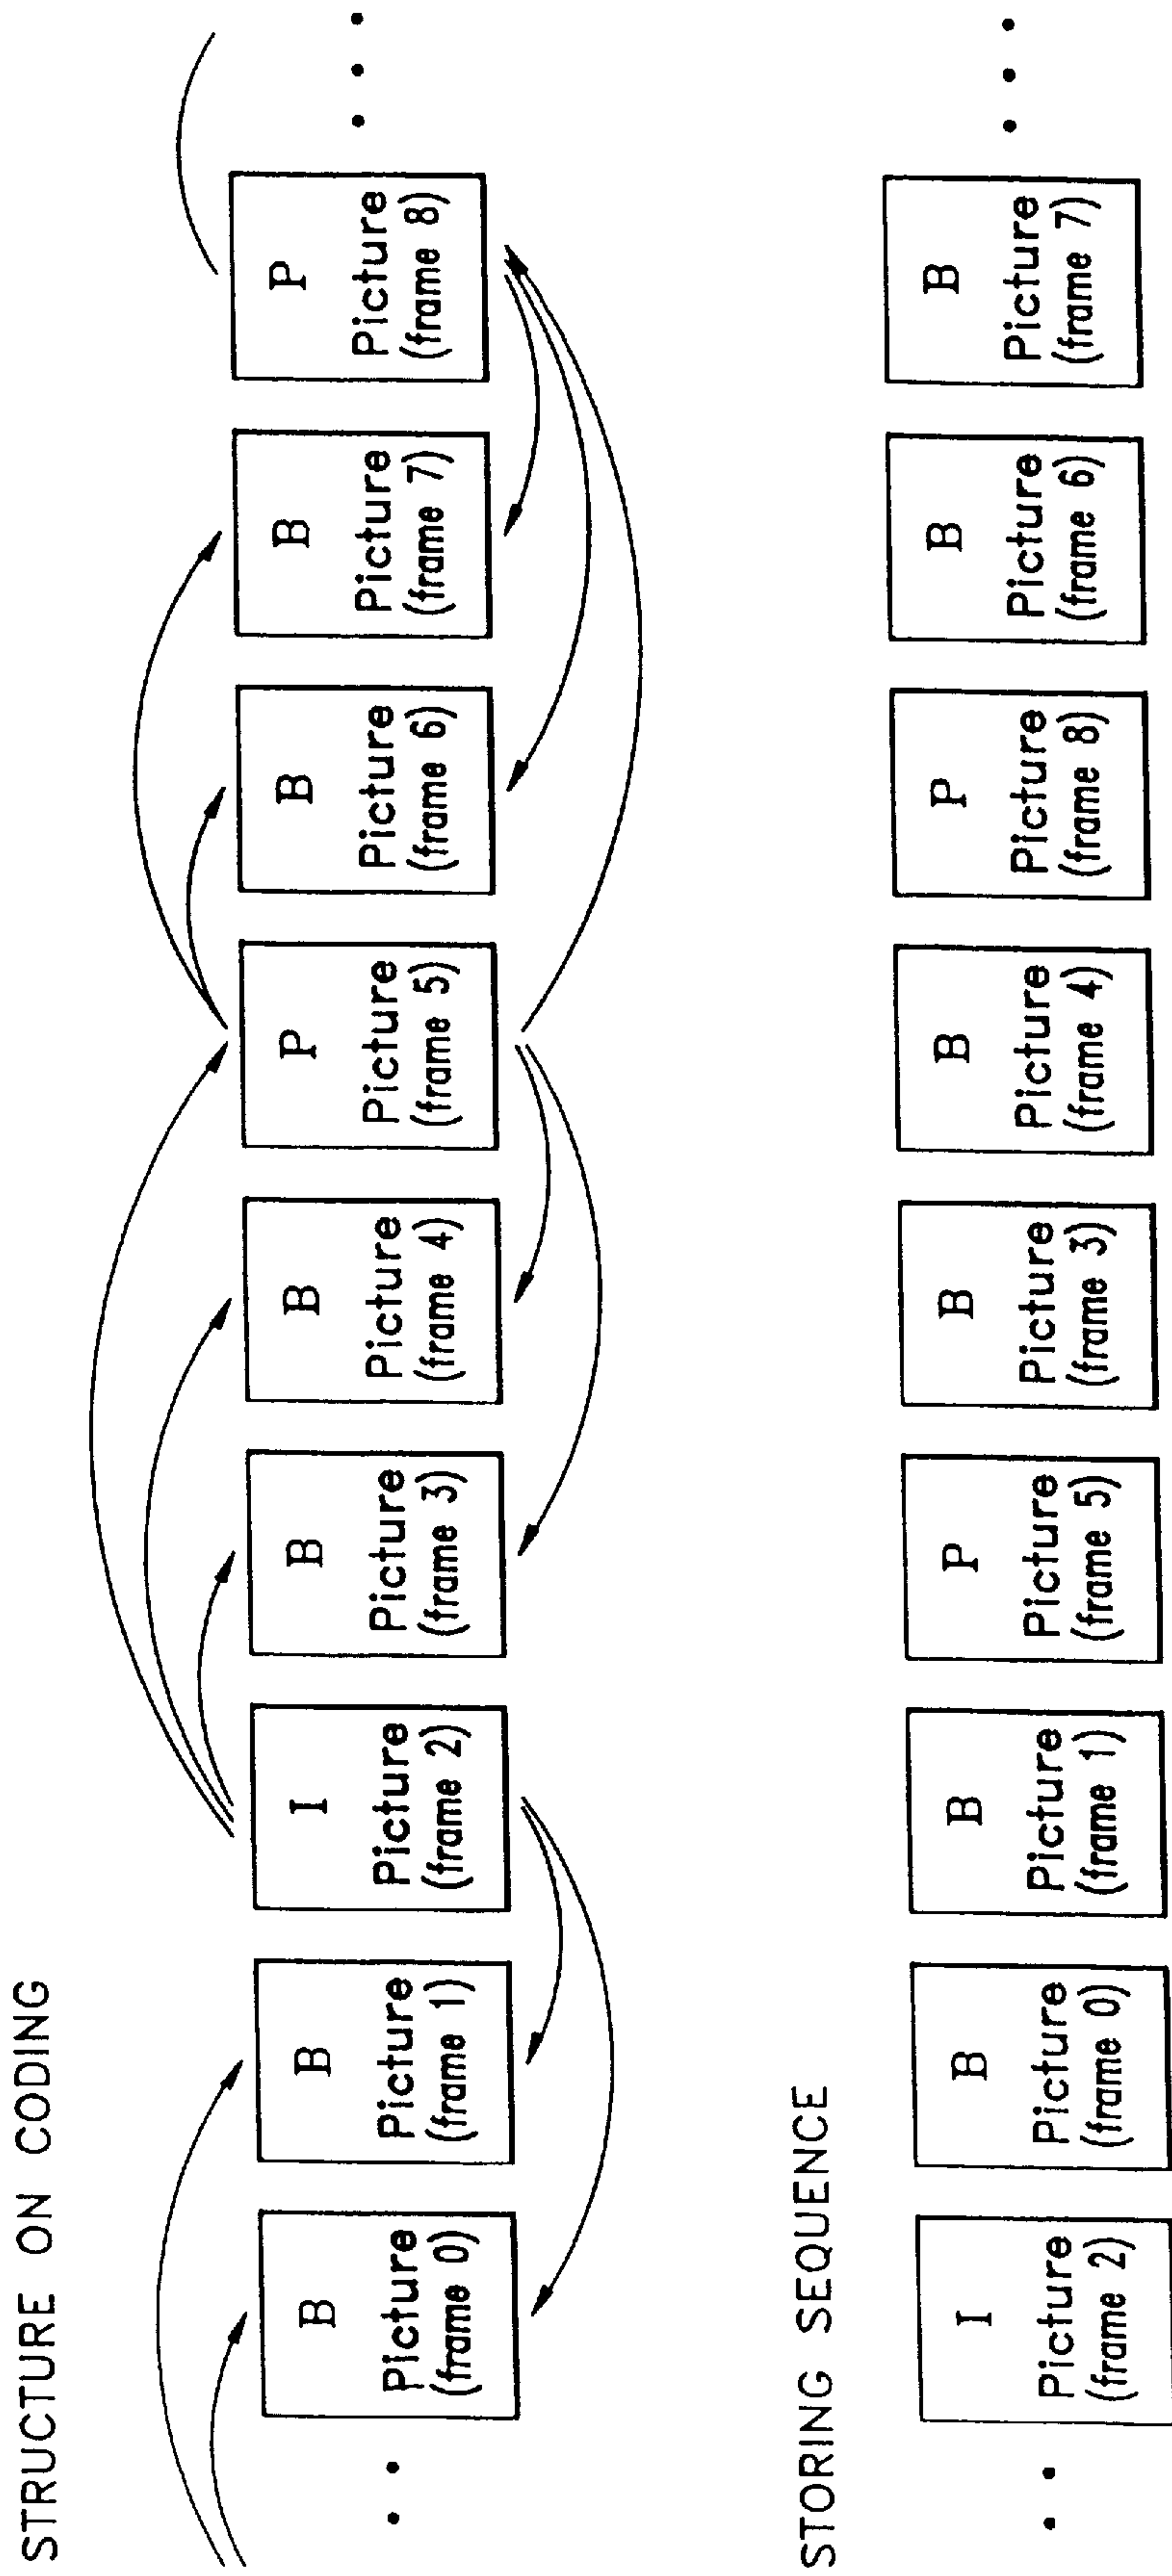 STRUCTURE ON CODING
B
Picture
(frame 0)
B
Picture
(frame 1)
I
Picture
(frame 2)
B
Picture
(frame 3)
B
Picture
(frame 4)
P
Picture
(frame 5)
B
Picture
(frame 6)
B
Picture
(frame 7)
P
Picture
(frame 8)
STORING SEQUENCE
I
Picture
(frame 2)
B
Picture
(frame 0)
B
Picture
(frame 1)
P
Picture
(frame 5)
B
Picture
(frame 3)
B
Picture
(frame 4)
P
Picture
(frame 8)
B
Picture
(frame 6)
B
Picture
(frame 7)